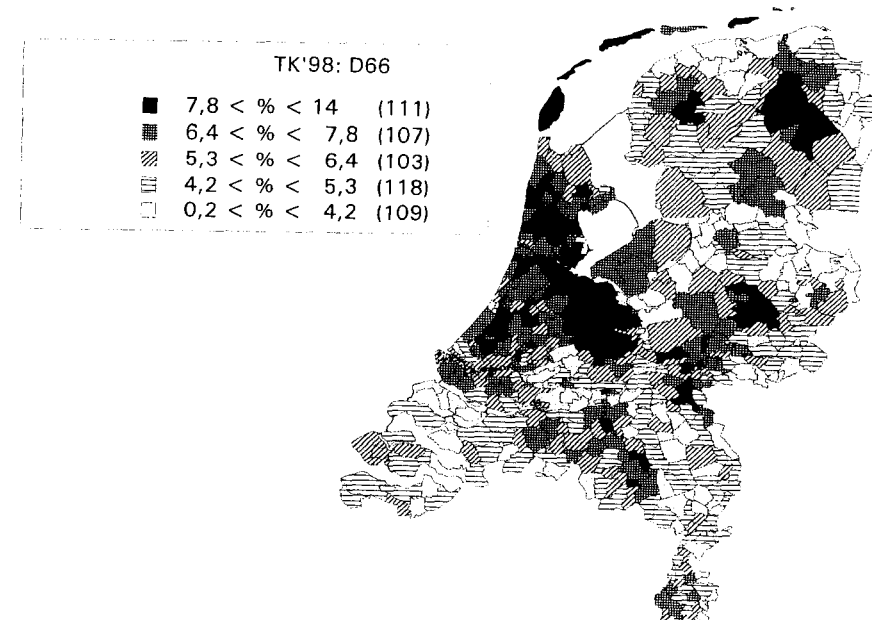 TK'98: D66
7,8 < % < 14 (111)
6,4 < % < 7,8 (107)
5,3 < % < 6,4 (103)
4,2 < % < 5,3 (118)
0,2 < % < 4,2 (109)